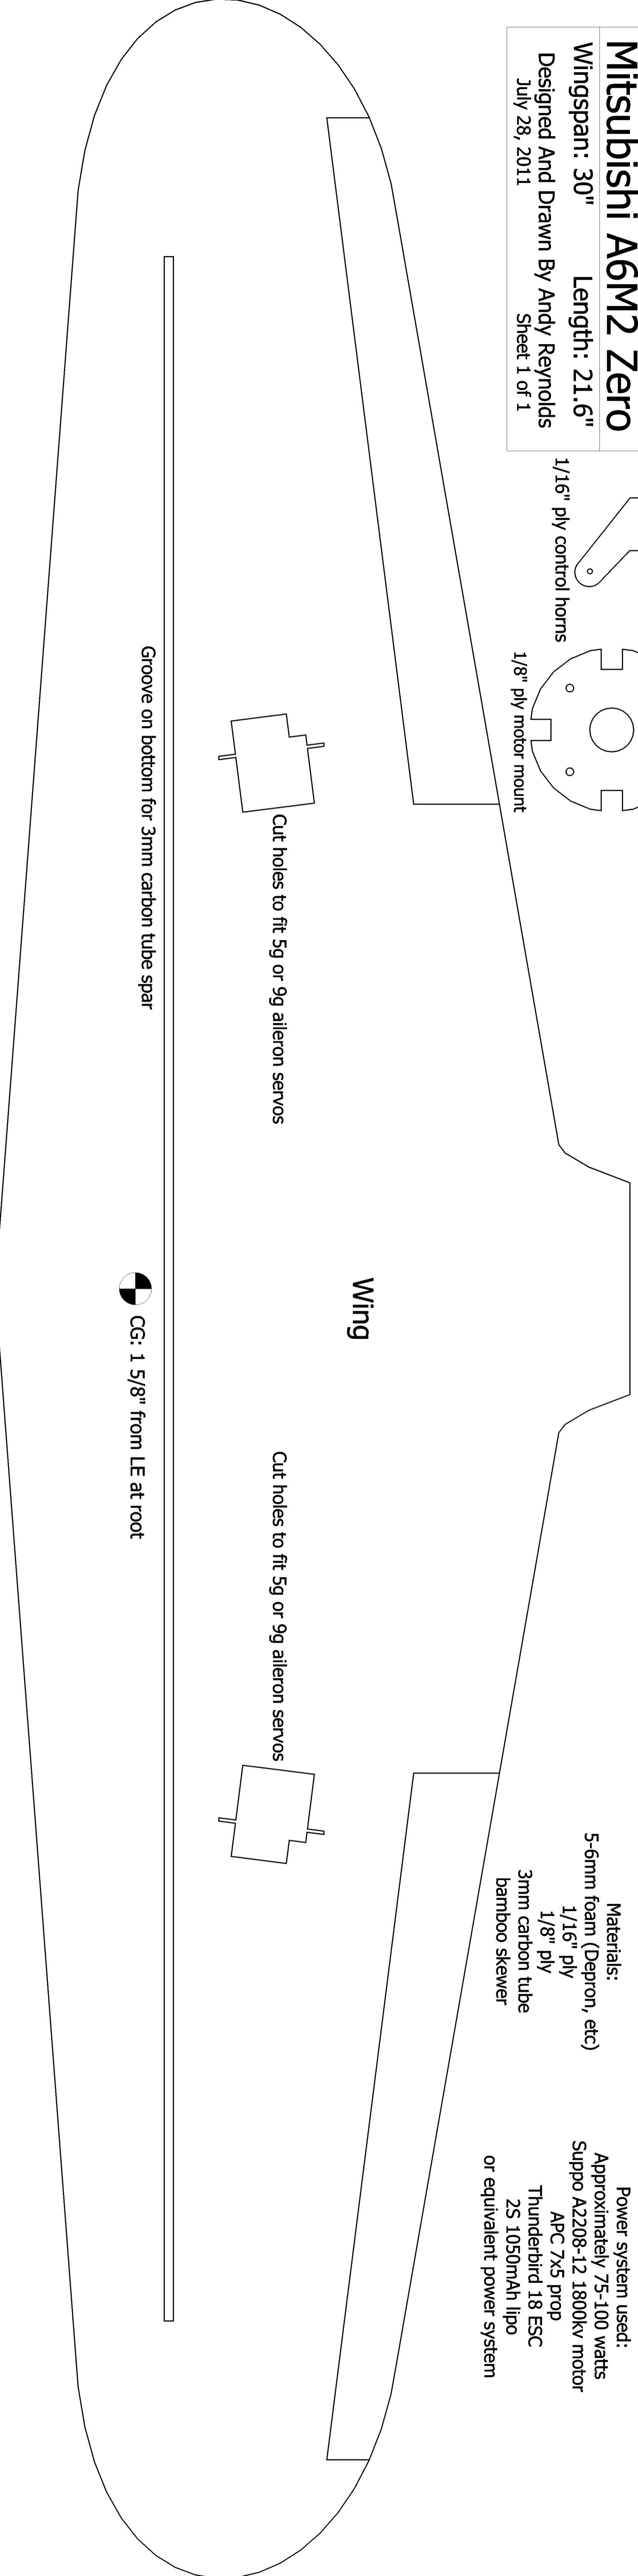 Mitsubishi A6M2 Zero
Wingspan: 30" Length: 21.6"
Designed And Drawn By Andy Reynolds
July 28, 2011 Sheet 1 of 1
1/16" ply control horns
1/8" ply motor mount
Materials:
5-6mm foam (Depron, etc)
1/16" ply
1/8" ply
3mm carbon tube
bamboo skewer
Power system used:
Approximately 75-100 watts
Suppo A2208-12 1800kv motor
APC 7x5 prop
Thunderbird 18 ESC
2S 1050mAh lipo
or equivalent power system
Wing
Cut holes to fit 5g or 9g aileron servos
Cut holes to fit 5g or 9g aileron servos
Groove on bottom for 3mm carbon tube spar
CG: 1 5/8" from LE at root